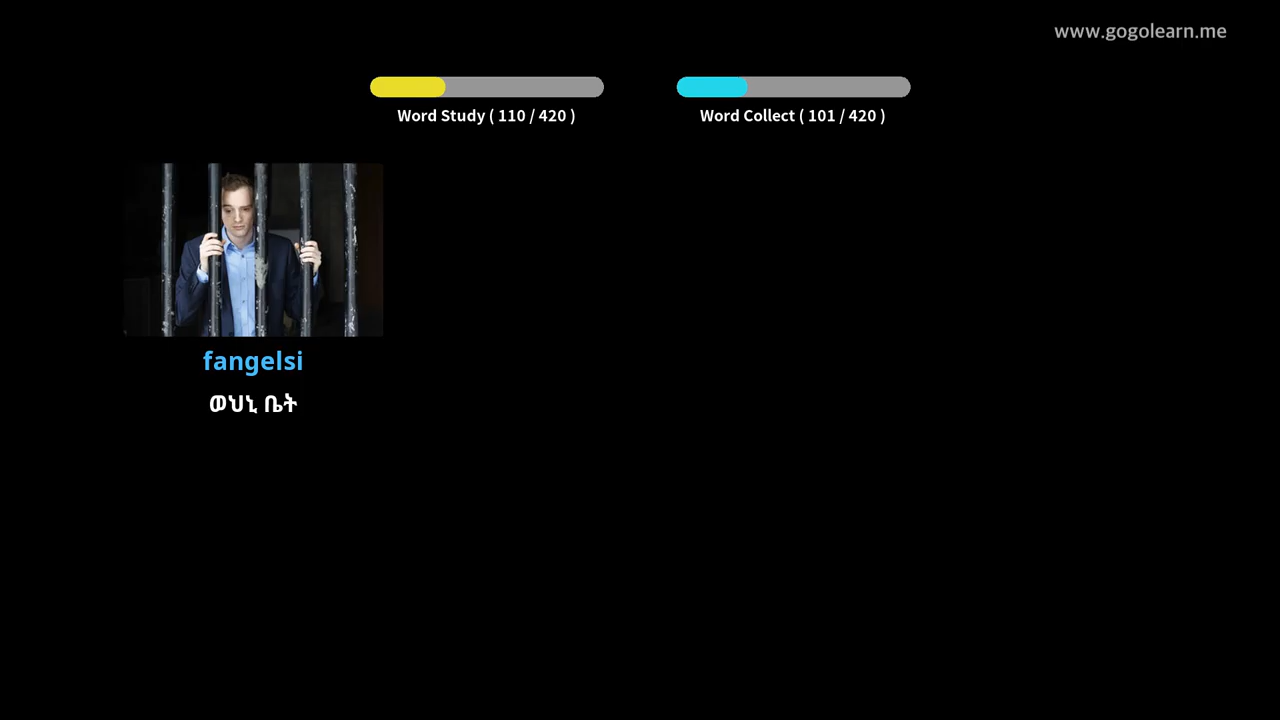 www.gogolearn.me
Word Study ( 110 / 420 )
Word Collect ( 101 / 420 )
fangelsi
ወህኒ ቤት